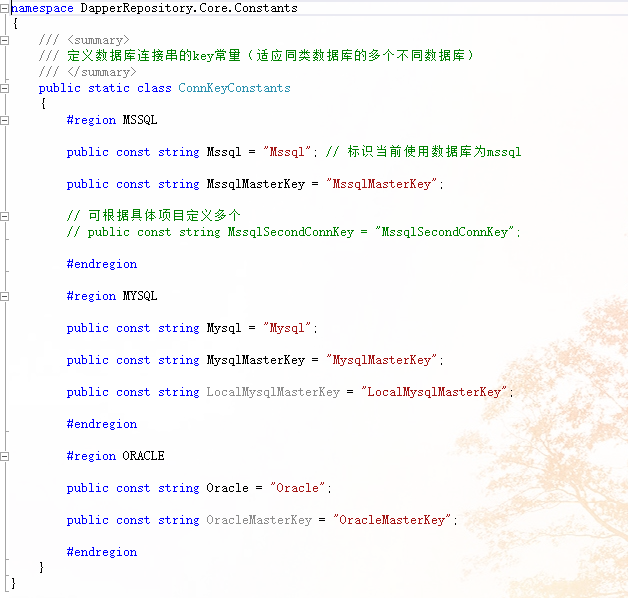 namespace DapperRepository.Core.Constants
{
/// <summary>
/// 定义数据库连接串的key常量（适应同类数据库的多个不同数据库）
/// </summary>
public static class ConnKeyConstants
{
#region MSSQL
public const string Mssql = "Mssql"; // 标识当前使用数据库为mssql
public const string MssqlMasterKey = "MssqlMasterKey";
// 可根据具体项目定义多个
// public const string MssqlSecondConnKey = "MssqlSecondConnKey";
#endregion
#region MYSQL
public const string Mysql = "Mysql";
public const string MysqlMasterKey = "MysqlMasterKey";
public const string LocalMysqlMasterKey = "LocalMysqlMasterKey";
#endregion
#region ORACLE
public const string Oracle = "Oracle";
public const string OracleMasterKey = "OracleMasterKey";
#endregion
}
}